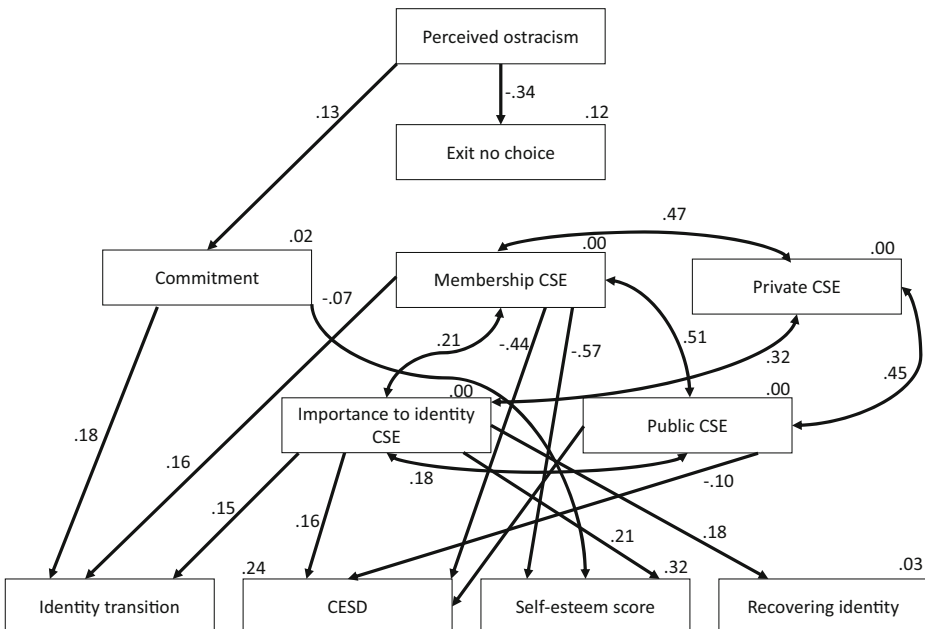 Perceived ostracism
-.34
.13
.12
Exit no choice
.47
.02
.00
.00
Commitment
Membership CSE
Private CSE
-.07
.21
-.44
-.57
.51
.32
.45
.00
.00
Importance to identity
CSE
Public CSE
.18
.16
.18
-.10
.15
.16
.21
.18
.24
.32
.03
Identity transition
CESD
Self-esteem score
Recovering identity